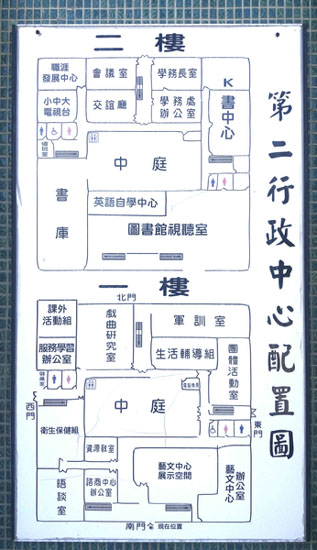 第二行政中心配置圖
二樓
職涯
發展中心
會議室
學務長室
小中大
電視台
交誼廳
學務處
辦公室
K
書中心
中庭
書庫
英語自學中心
圖書館視聽室
一樓
北門
課外
活動組
戲曲研究室
軍訓室
服務學習
辦公室
生活輔導組
團體活動室
中庭
西門
東門
衛生保健組
資源教室
晤談室
諮商中心
辦公室
藝文中心
展示空間
藝文中心
辦公室
南門
現在位置